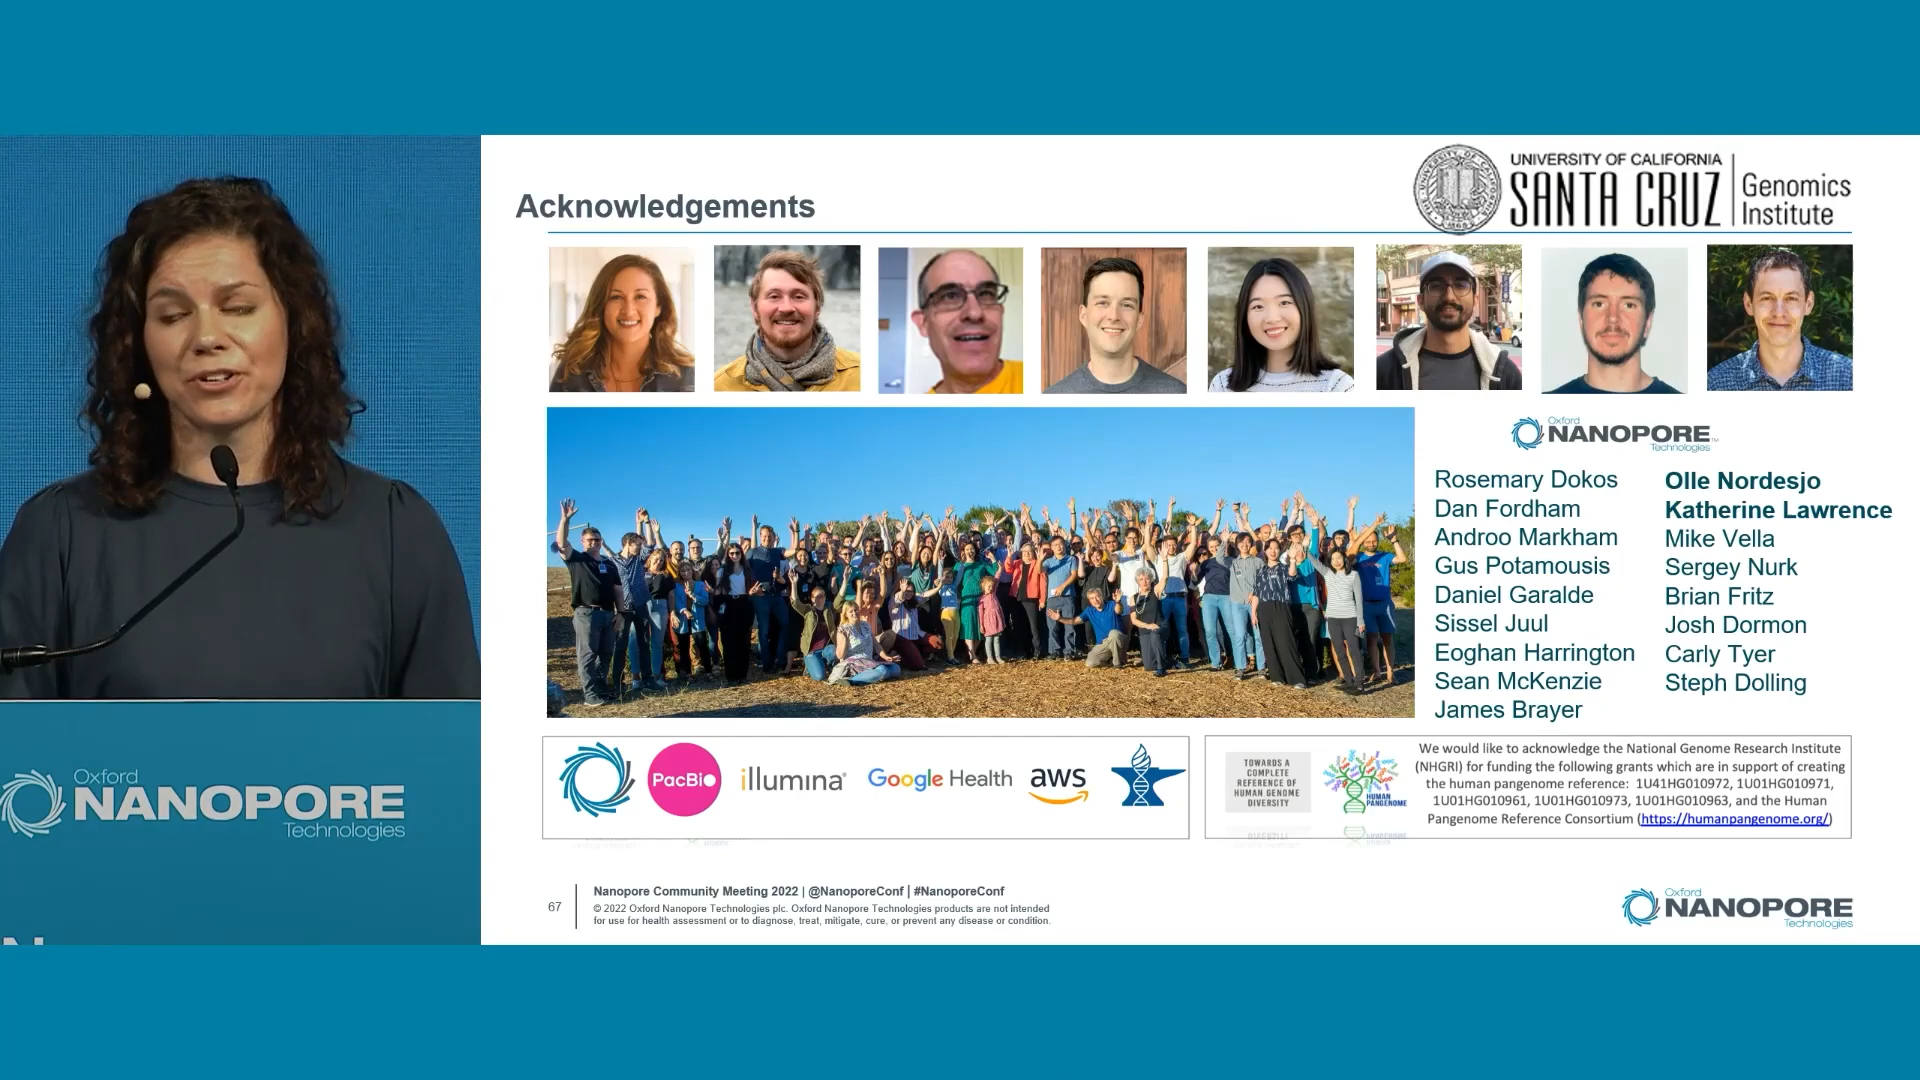 Acknowledgements
UNIVERSITY OF CALIFORNIA
SANTA CRUZ
Genomics
Institute
Oxford
NANOPORE
Technologies
Rosemary Dokos
Dan Fordham
Androo Markham
Gus Potamousis
Daniel Garalde
Sissel Juul
Eoghan Harrington
Sean McKenzie
James Brayer
Olle Nordesjo
Katherine Lawrence
Mike Vella
Sergey Nurk
Brian Fritz
Josh Dormon
Carly Tyer
Steph Dolling
PacBio
illumina®
Google Health
aws
TOWARDS A
COMPLETE
REFERENCE OF
HUMAN GENOME
DIVERSITY
HUMAN
PANGENOME
We would like to acknowledge the National Genome Research Institute
(NHGRI) for funding the following grants which are in support of creating
the human pangenome reference: 1U41HG010972, 1U01HG010971,
1U01HG010961, 1U01HG010973, 1U01HG010963, and the Human
Pangenome Reference Consortium (https://humanpangenome.org/)
67
Nanopore Community Meeting 2022 | @NanoporeConf | #NanoporeConf
© 2022 Oxford Nanopore Technologies plc. Oxford Nanopore Technologies products are not intended
for use for health assessment or to diagnose, treat, mitigate, cure, or prevent any disease or condition.
Oxford
NANOPORE
Technologies
Oxford
NANOPORE
Technologies